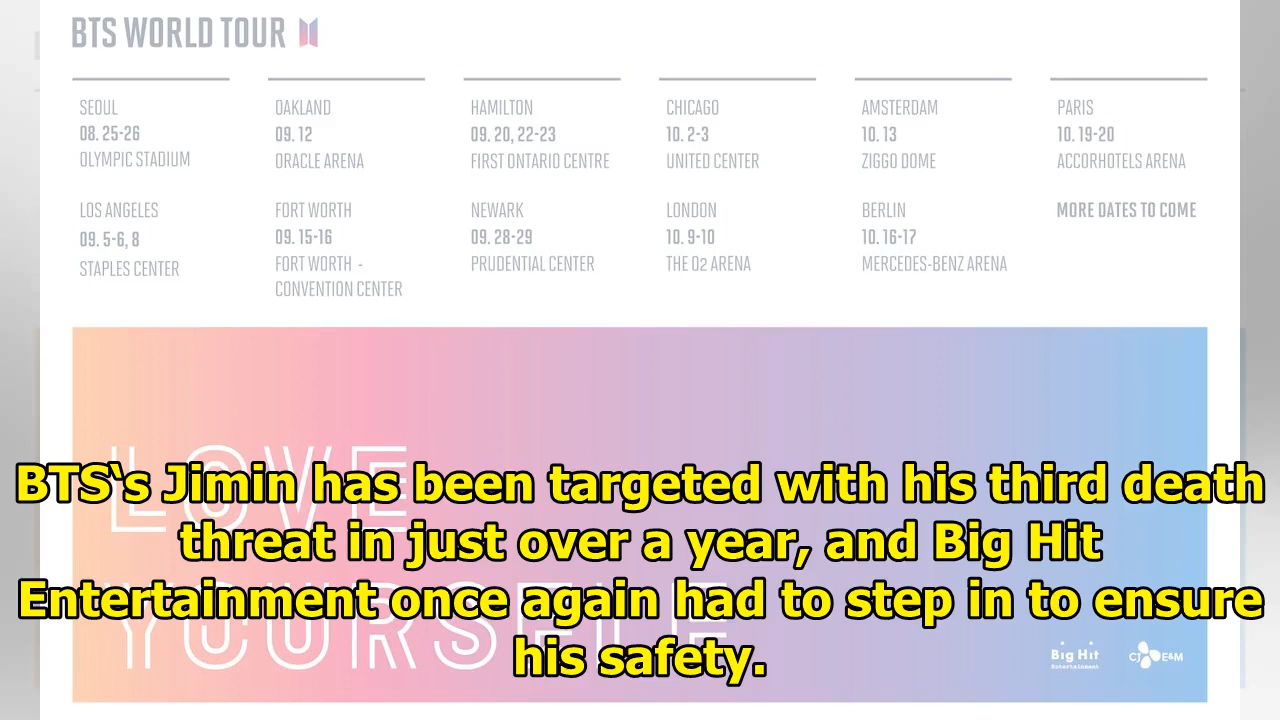 BTS WORLD TOUR
SEOUL
08. 25-26
OLYMPIC STADIUM
OAKLAND
09. 12
ORACLE ARENA
HAMILTON
09. 20, 22-23
FIRST ONTARIO CENTRE
CHICAGO
10. 2-3
UNITED CENTER
AMSTERDAM
10. 13
ZIGGO DOME
PARIS
10. 19-20
ACCORHOTELS ARENA
LOS ANGELES
09. 5-6, 8
STAPLES CENTER
FORT WORTH
09. 15-16
FORT WORTH -
CONVENTION CENTER
NEWARK
09. 28-29
PRUDENTIAL CENTER
LONDON
10. 9-10
THE O2 ARENA
BERLIN
10. 16-17
MERCEDES-BENZ ARENA
MORE DATES TO COME
LOVE
YOURSELF
BTS‛s Jimin has been targeted with his third death
threat in just over a year, and Big Hit
Entertainment once again had to step in to ensure
his safety.
Big Hit
Entertainment
CJ E&M